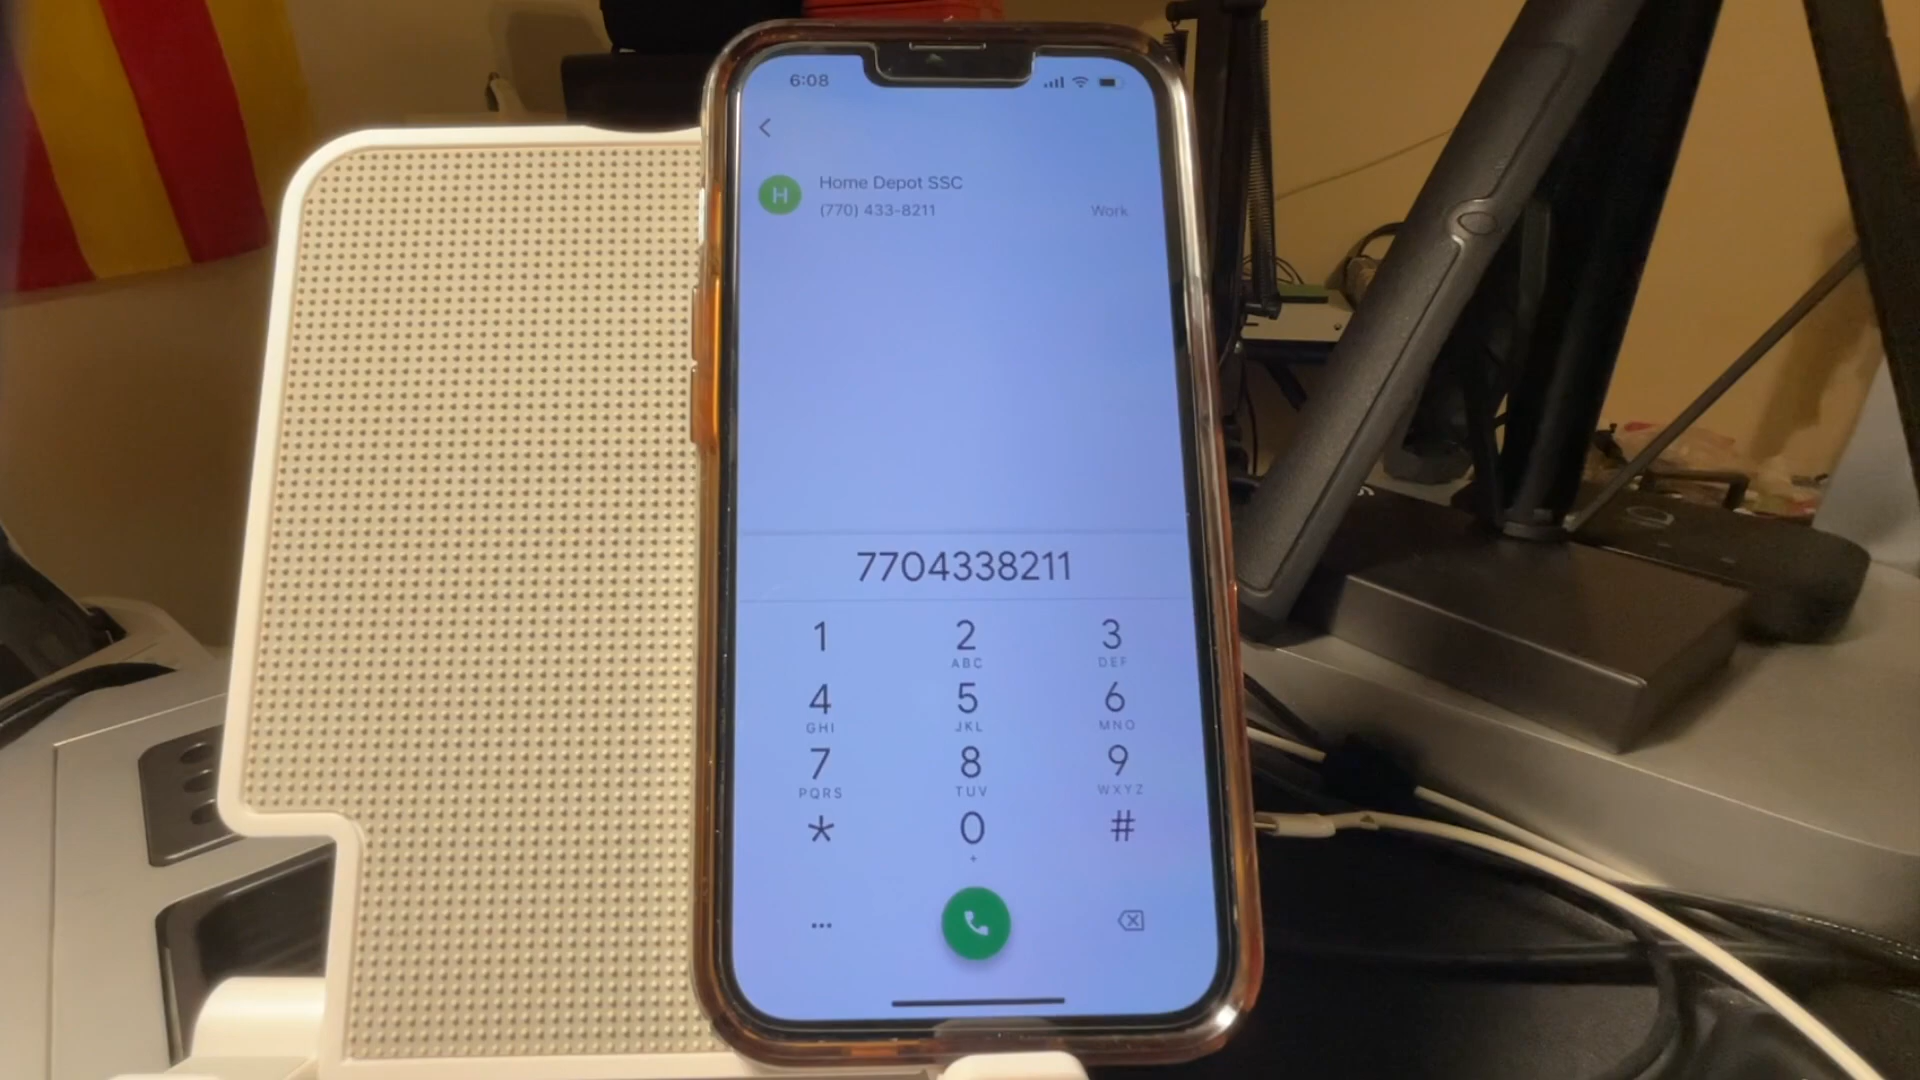 6:08
H
Home Depot SSC
(770) 433-8211
Work
7704338211
1 2 3
ABC DEF
4 5 6
GHI JKL MNO
7 8 9
PQRS TUV WXYZ
* 0 #
+